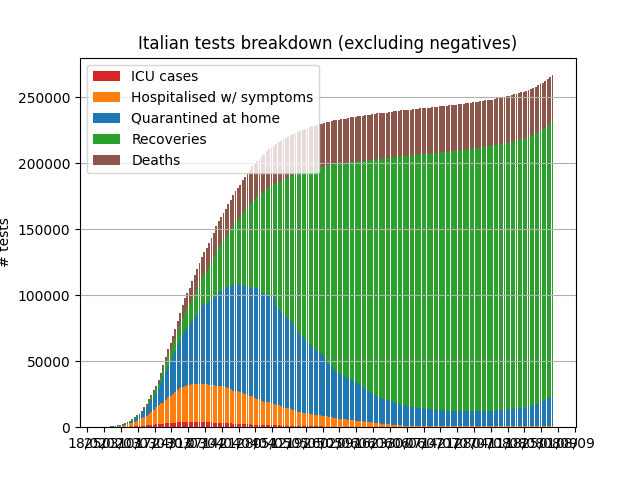 Italian tests breakdown (excluding negatives)
ICU cases
Hospitalised w/ symptoms
Quarantined at home
Recoveries
Deaths
250000
200000
150000
100000
50000
0
# tests